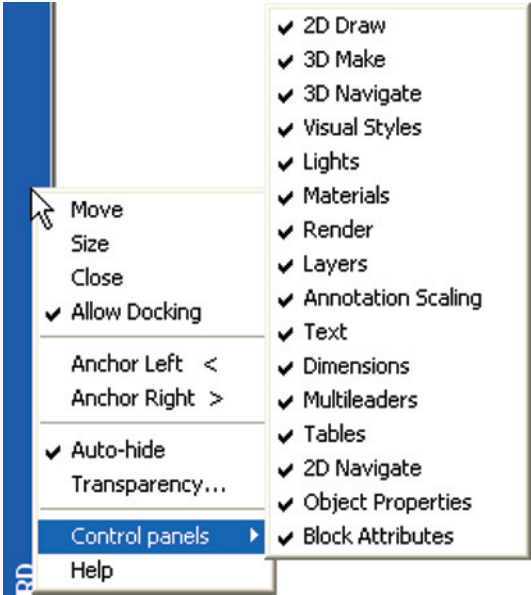 Move
Size
Close
Allow Docking
Anchor Left <
Anchor Right >
Auto-hide
Transparency...
Control panels
Help
2D Draw
3D Make
3D Navigate
Visual Styles
Lights
Materials
Render
Layers
Annotation Scaling
Text
Dimensions
Multileaders
Tables
2D Navigate
Object Properties
Block Attributes
RD